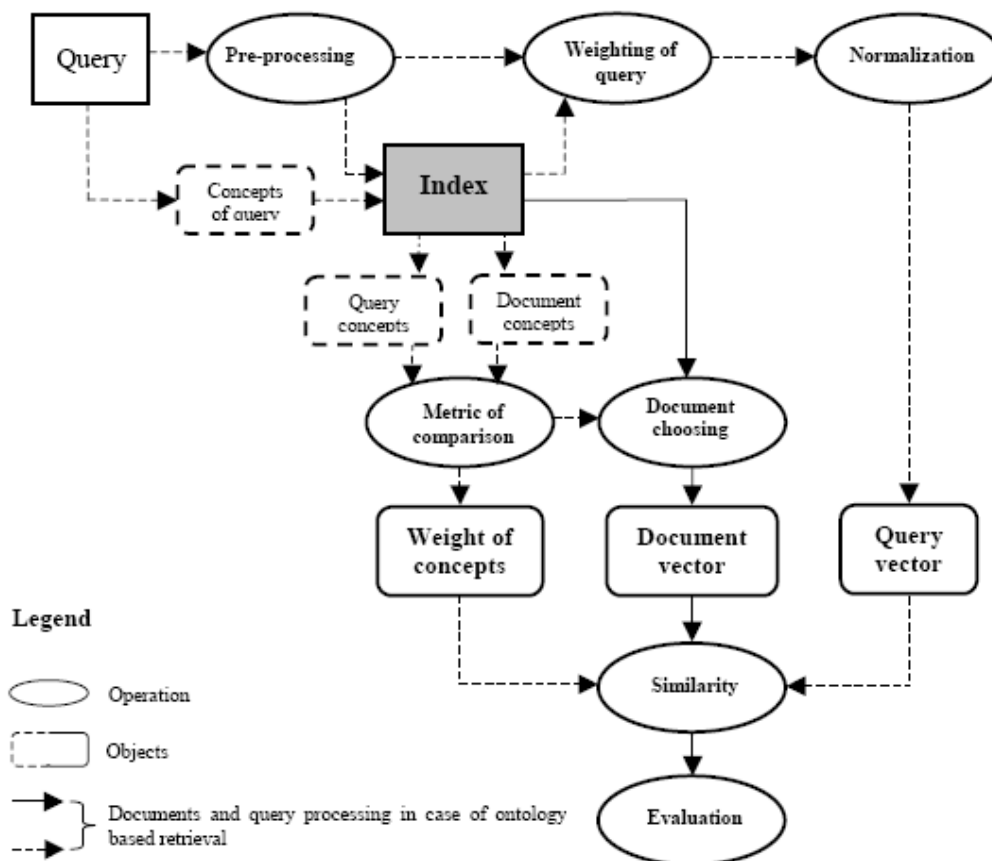 Query
Pre-processing
Weighting of
query
Normalization
Concepts
of query
Index
Query
concepts
Document
concepts
Metric of
comparison
Document
choosing
Weight of
concepts
Document
vector
Query
vector
Legend
Similarity
Operation
Objects
Documents and query processing in case of ontology
based retrieval
Evaluation